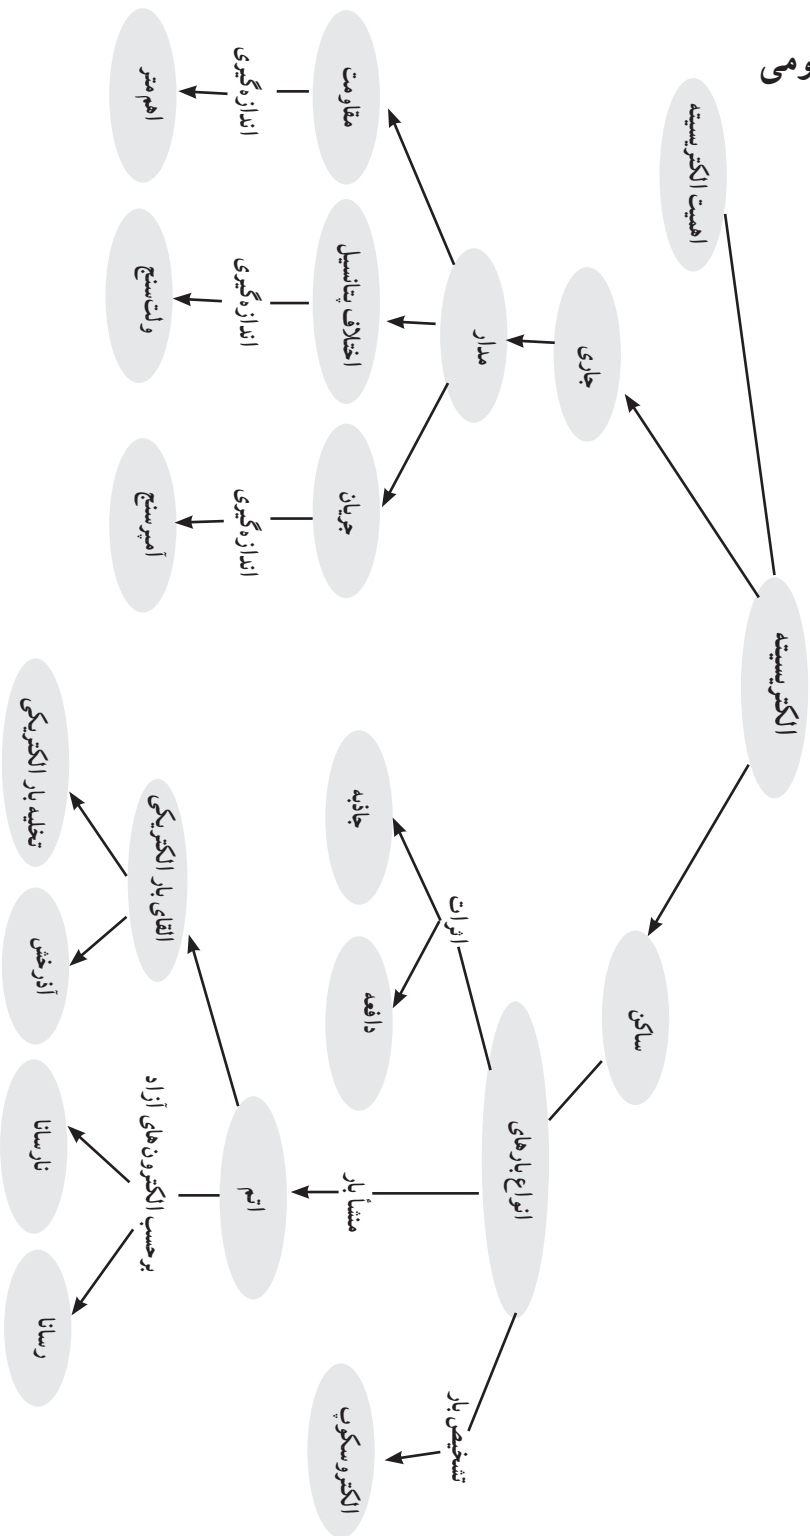 ومی
الکتریسیته
اهمیت الکتریسیته
جاری
مدار
مقاومت
اندازه‌گیری
اهم‌متر
اختلاف پتانسیل
اندازه‌گیری
ولت‌سنج
جریان
اندازه‌گیری
آمپرسنج
ساکن
انواع بارهای
اثرات
جاذبه
دافعه
منشأ بار
اتم
القای بار الکتریکی
تخلیه بار الکتریکی
آذرخش
برحسب الکترون‌های آزاد
نارسانا
رسانا
تشخیص بار
الکتروسکوپ